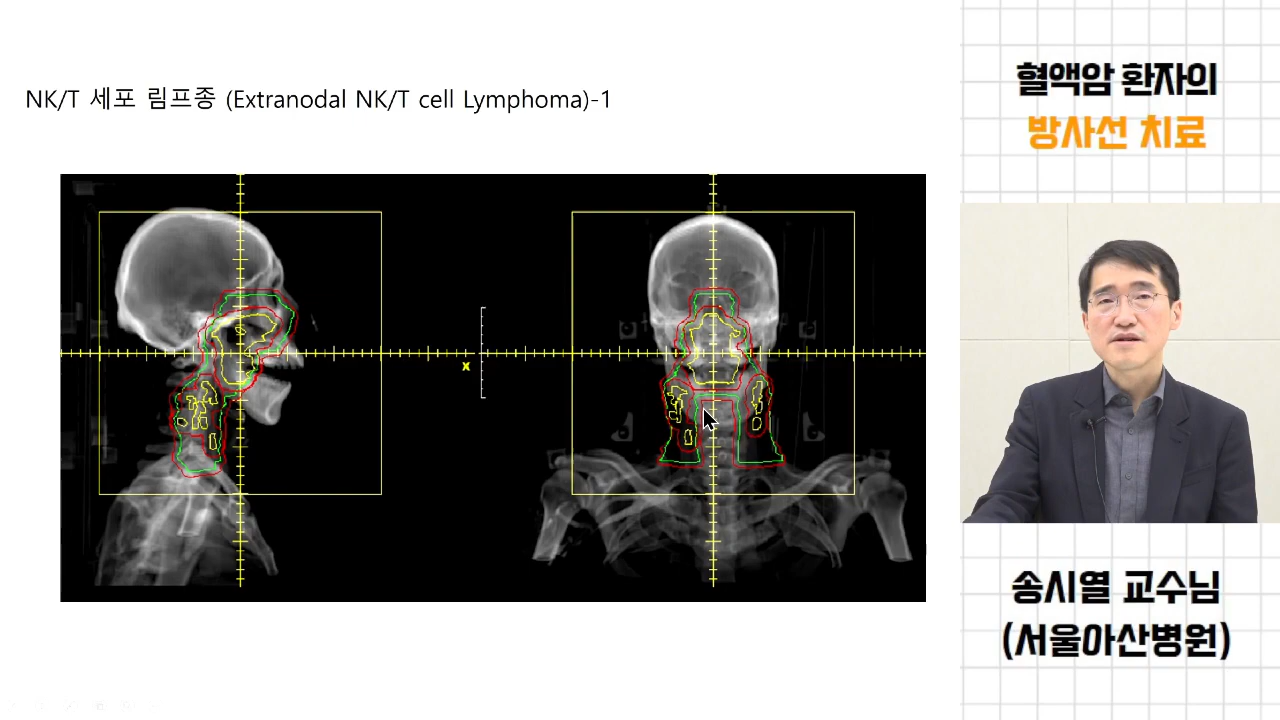 NK/T 세포 림프종 (Extranodal NK/T cell Lymphoma)-1
x
혈액암 환자의
방사선 치료
송시열 교수님
(서울아산병원)